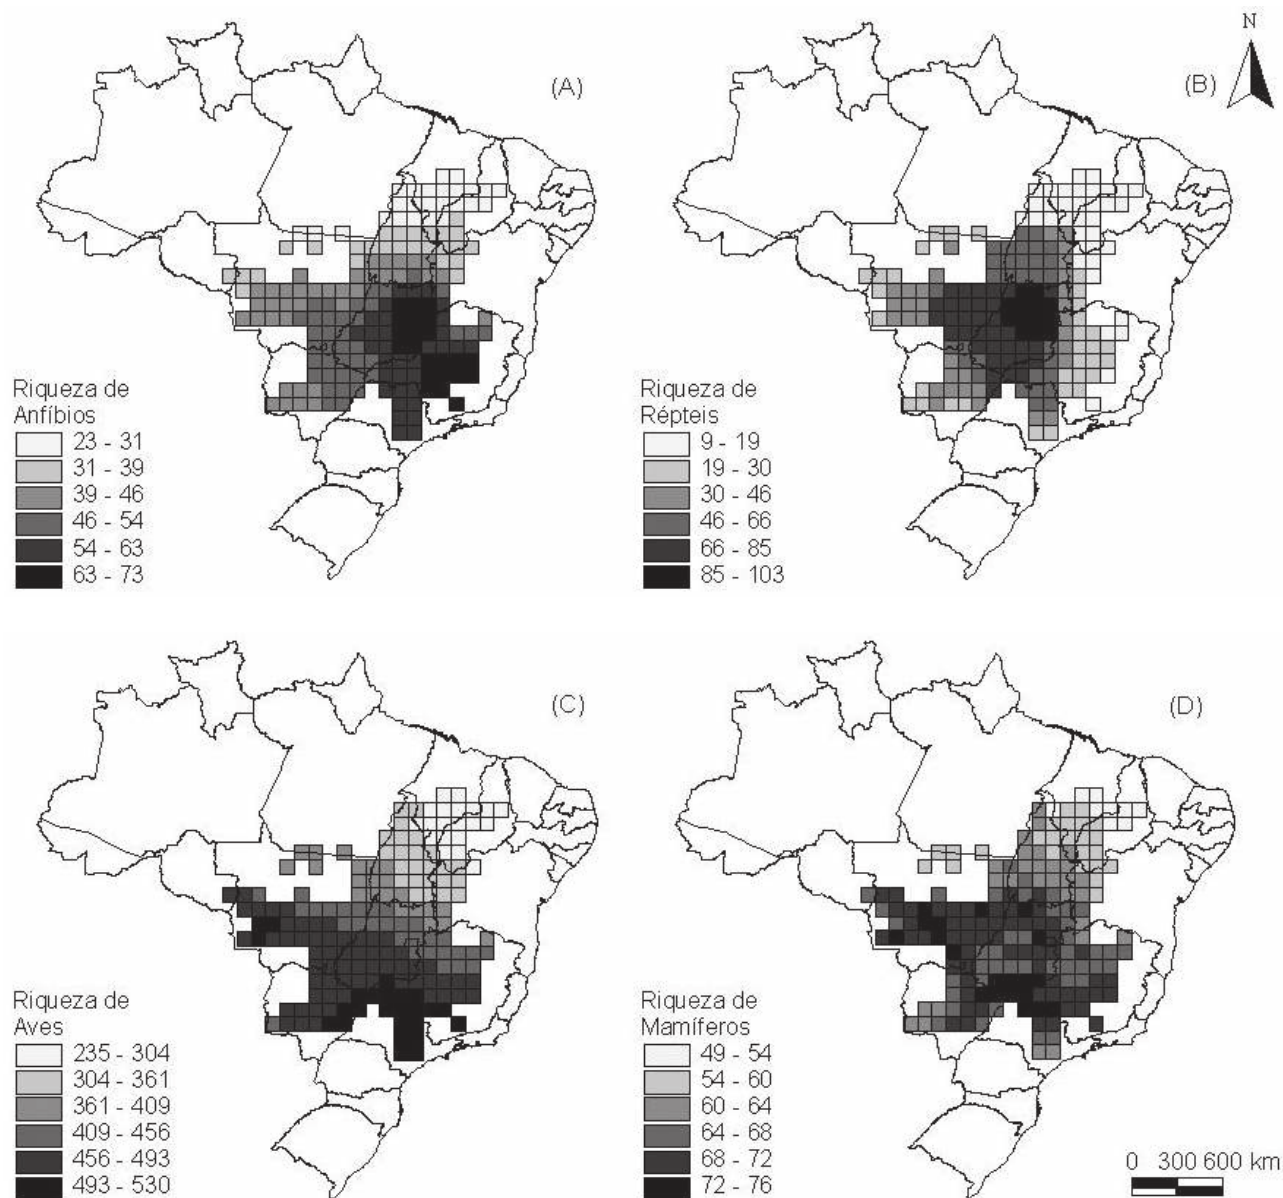 (A)
(B)
N
Riqueza de
Anfíbios
23 - 31
31 - 39
39 - 46
46 - 54
54 - 63
63 - 73
Riqueza de
Répteis
9 - 19
19 - 30
30 - 46
46 - 66
66 - 85
85 - 103
(C)
(D)
Riqueza de
Aves
235 - 304
304 - 361
361 - 409
409 - 456
456 - 493
493 - 530
Riqueza de
Mamíferos
49 - 54
54 - 60
60 - 64
64 - 68
68 - 72
72 - 76
0 300 600 km